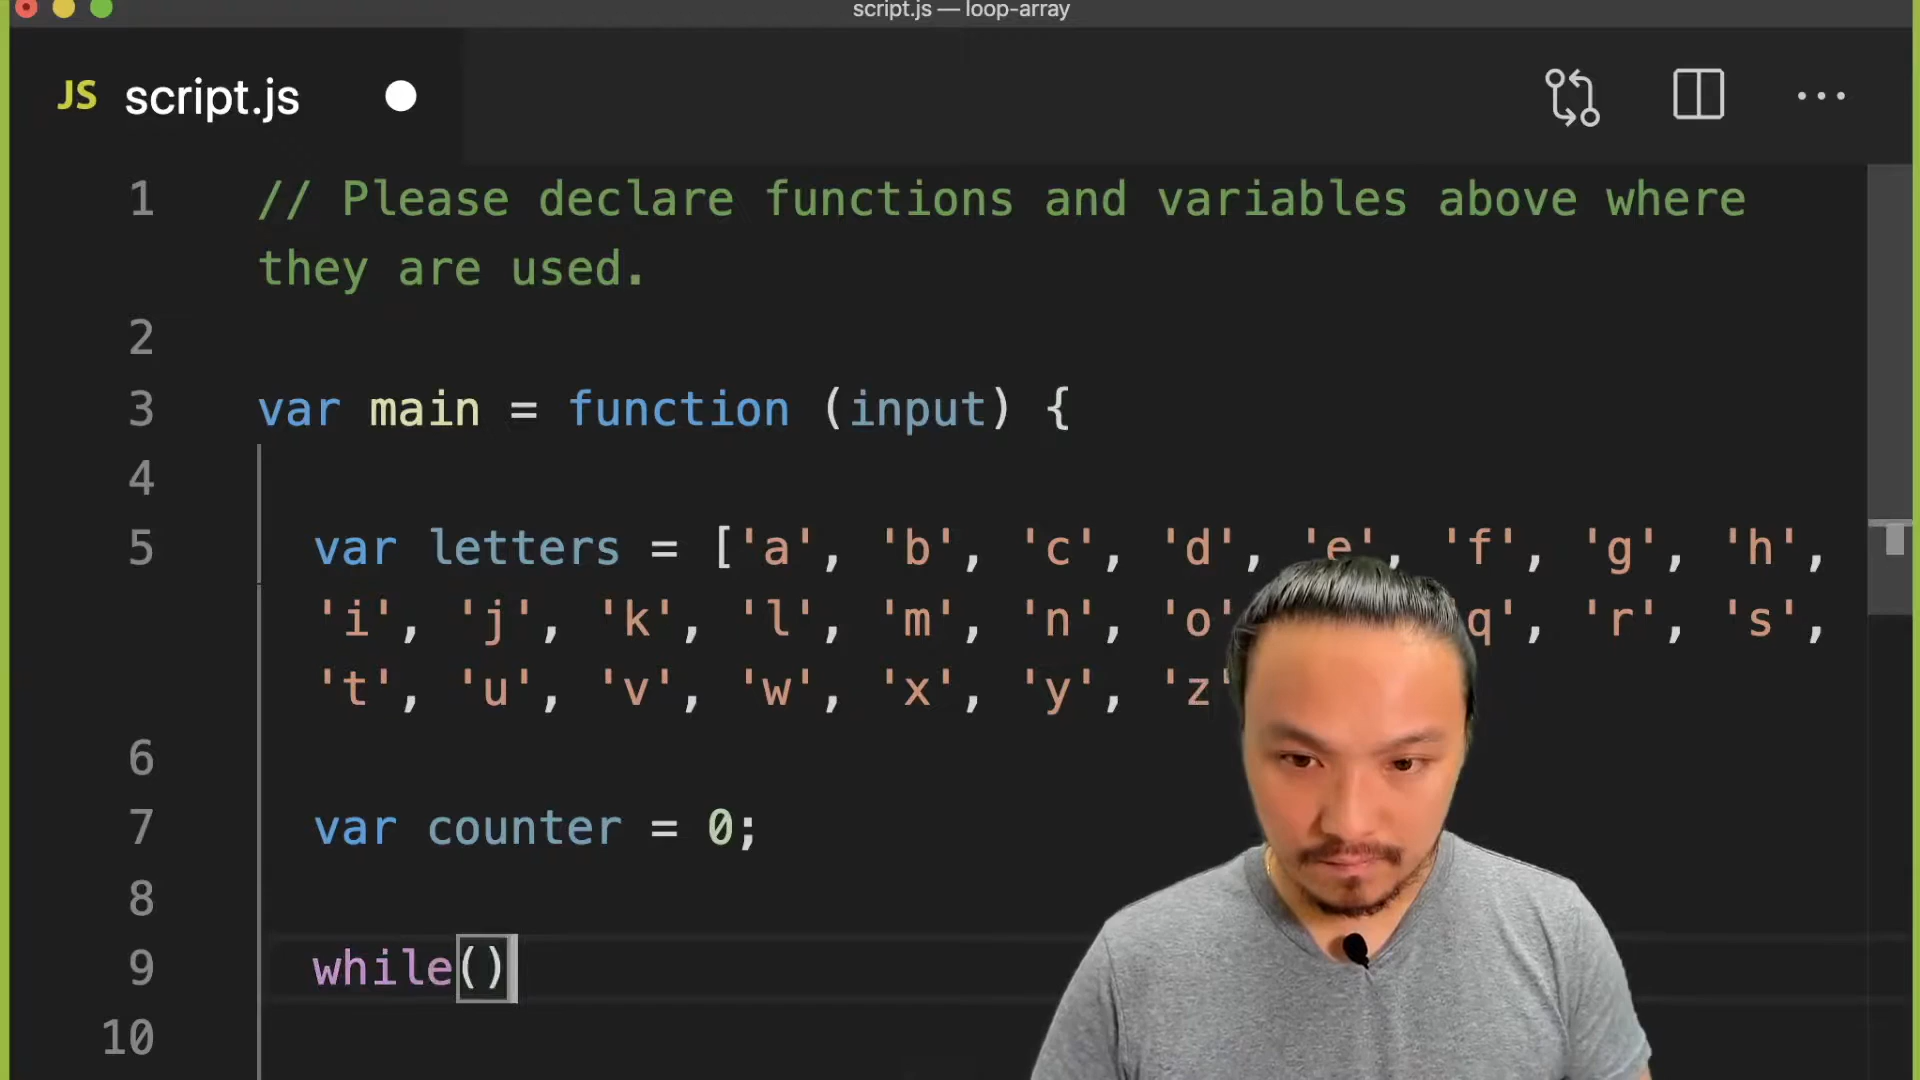 script.js — loop-array
JS script.js
1 // Please declare functions and variables above where
they are used.
2
3 var main = function (input) {
4
5 var letters = ['a', 'b', 'c', 'd', 'e', 'f', 'g', 'h',
'i', 'j', 'k', 'l', 'm', 'n', 'o' q', 'r', 's',
't', 'u', 'v', 'w', 'x', 'y', 'z'
6
7 var counter = 0;
8
9 while()
10